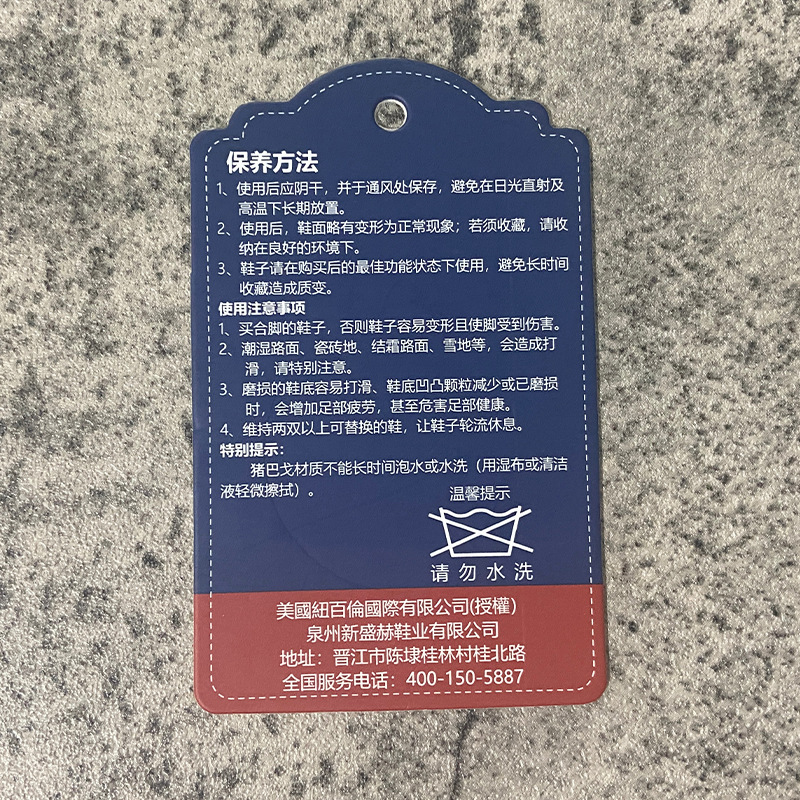 保养方法
1、使用后应阴干，并于通风处保存，避免在日光直射及
高温下长期放置。
2、使用后，鞋面略有变形为正常现象；若须收藏，请收
纳在良好的环境下。
3、鞋子请在购买后的最佳功能状态下使用，避免长时间
收藏造成质变。
使用注意事项
1、买合脚的鞋子，否则鞋子容易变形且使脚受到伤害。
2、潮湿路面、瓷砖地、结霜路面、雪地等，会造成打
滑，请特别注意。
3、磨损的鞋底容易打滑、鞋底凹凸颗粒减少或已磨损
时，会增加足部疲劳，甚至危害足部健康。
4、维持两双以上可替换的鞋，让鞋子轮流休息。
特别提示：
猪巴戈材质不能长时间泡水或水洗（用湿布或清洁
液轻微擦拭）。
温馨提示
请勿水洗
美國紐百倫國際有限公司(授權)
泉州新盛赫鞋业有限公司
地址：晋江市陈埭桂林村桂北路
全国服务电话：400-150-5887